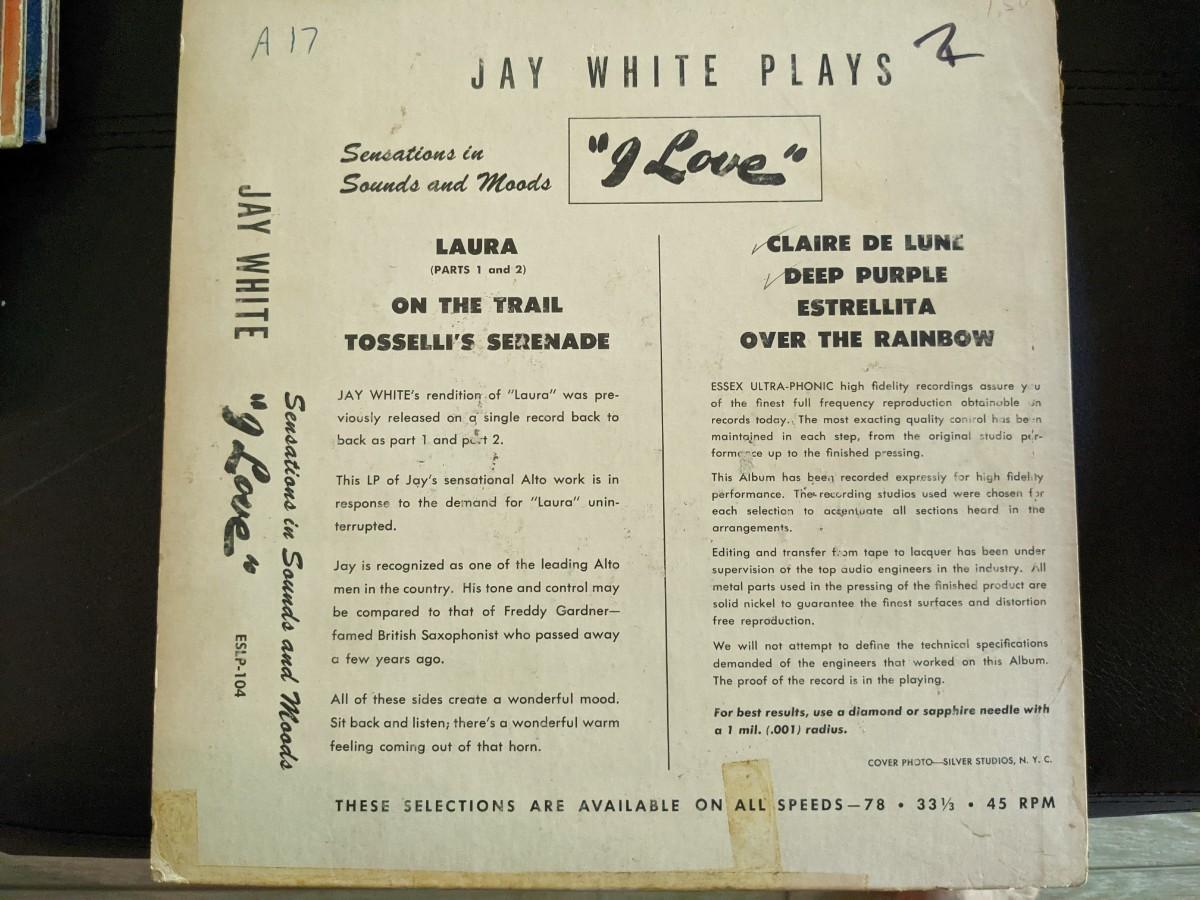 A 17
JAY WHITE PLAYS
Sensations in
Sounds and Moods
"I Love"
LAURA
(PARTS 1 and 2)
ON THE TRAIL
TOSSELLI'S SERENADE
JAY WHITE's rendition of "Laura" was pre-
viously released on a single record back to
back as part 1 and part 2.
This LP of Jay's sensational Alto work is in
response to the demand for "Laura" unin-
terrupted.
Jay is recognized as one of the leading Alto
men in the country. His tone and control may
be compared to that of Freddy Gardner—
famed British Saxophonist who passed away
a few years ago.
All of these sides create a wonderful mood.
Sit back and listen; there's a wonderful warm
feeling coming out of that horn.
CLAIRE DE LUNE
DEEP PURPLE
ESTRELLITA
OVER THE RAINBOW
ESSEX ULTRA-PHONIC high fidelity recordings assure you
of the finest full frequency reproduction obtainable on
records today. The most exacting quality control has been
maintained in each step, from the original studio per-
formance up to the finished pressing.
This Album has been recorded expressly for high fidelity
performance. The recording studios used were chosen for
each selection to accentuate all sections heard in the
arrangements.
Editing and transfer from tape to lacquer has been under
supervision of the top audio engineers in the industry. All
metal parts used in the pressing of the finished product are
solid nickel to guarantee the finest surfaces and distortion
free reproduction.
We will not attempt to define the technical specifications
demanded of the engineers that worked on this Album.
The proof of the record is in the playing.
For best results, use a diamond or sapphire needle with
a 1 mil. (.001) radius.
COVER PHOTO—SILVER STUDIOS, N. Y. C.
THESE SELECTIONS ARE AVAILABLE ON ALL SPEEDS—78 • 33⅓ • 45 RPM
JAY WHITE
"I Love"
Sensations in Sounds and Moods
ESLP-104